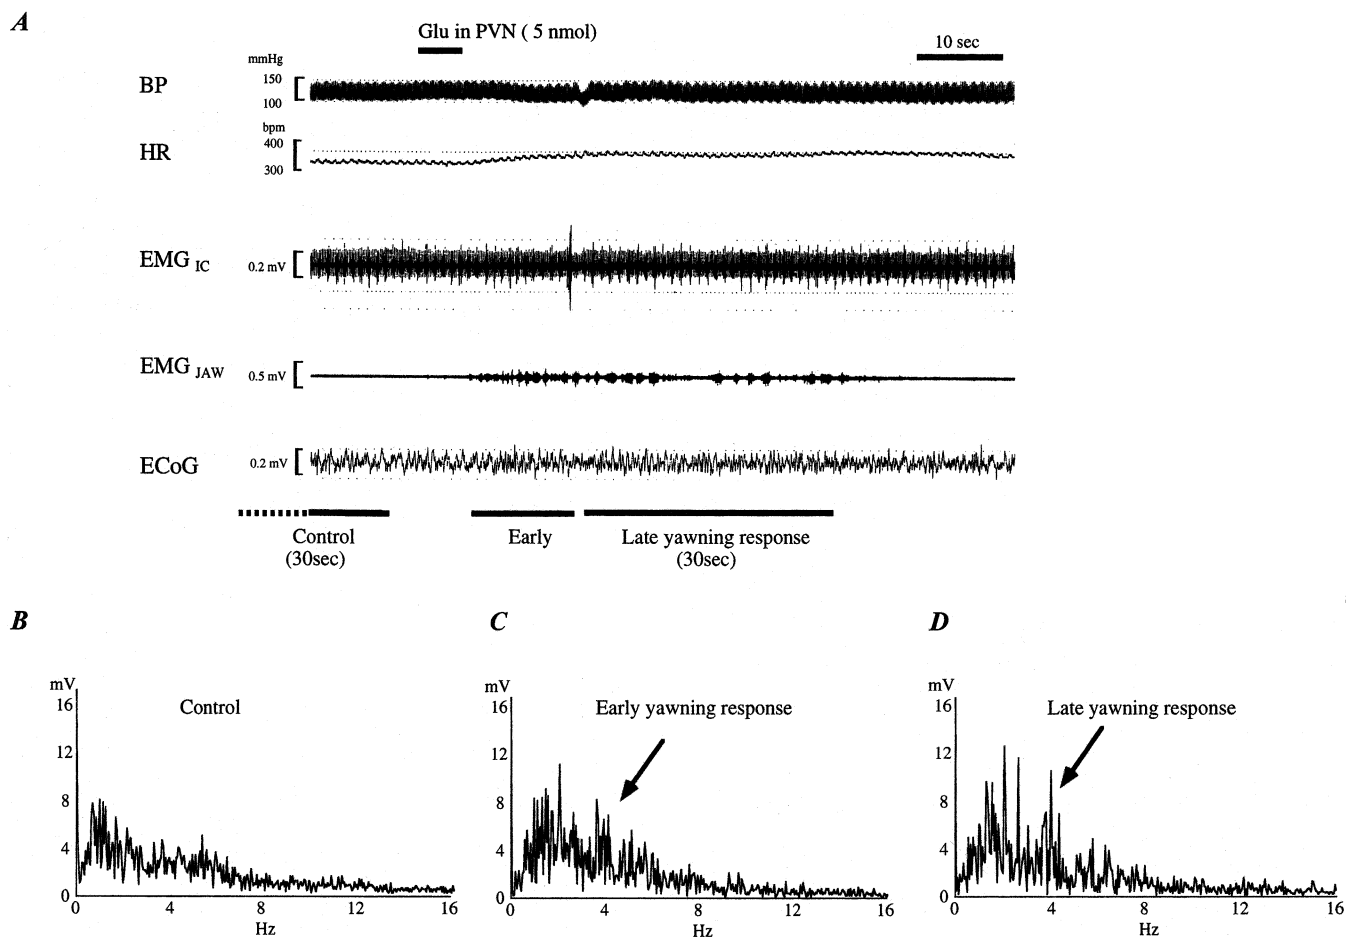 A
Glu in PVN ( 5 nmol)
10 sec
mmHg
BP
150
100
bpm
HR
400
300
EMG IC
0.2 mV
EMG JAW
0.5 mV
ECoG
0.2 mV
Control
(30sec)
Early
Late yawning response
(30sec)
B
mV
16
12
8
4
0
Control
0 4 8 12 16
Hz
C
mV
16
12
8
4
0
Early yawning response
0 4 8 12 16
Hz
D
mV
16
12
8
4
0
Late yawning response
0 4 8 12 16
Hz